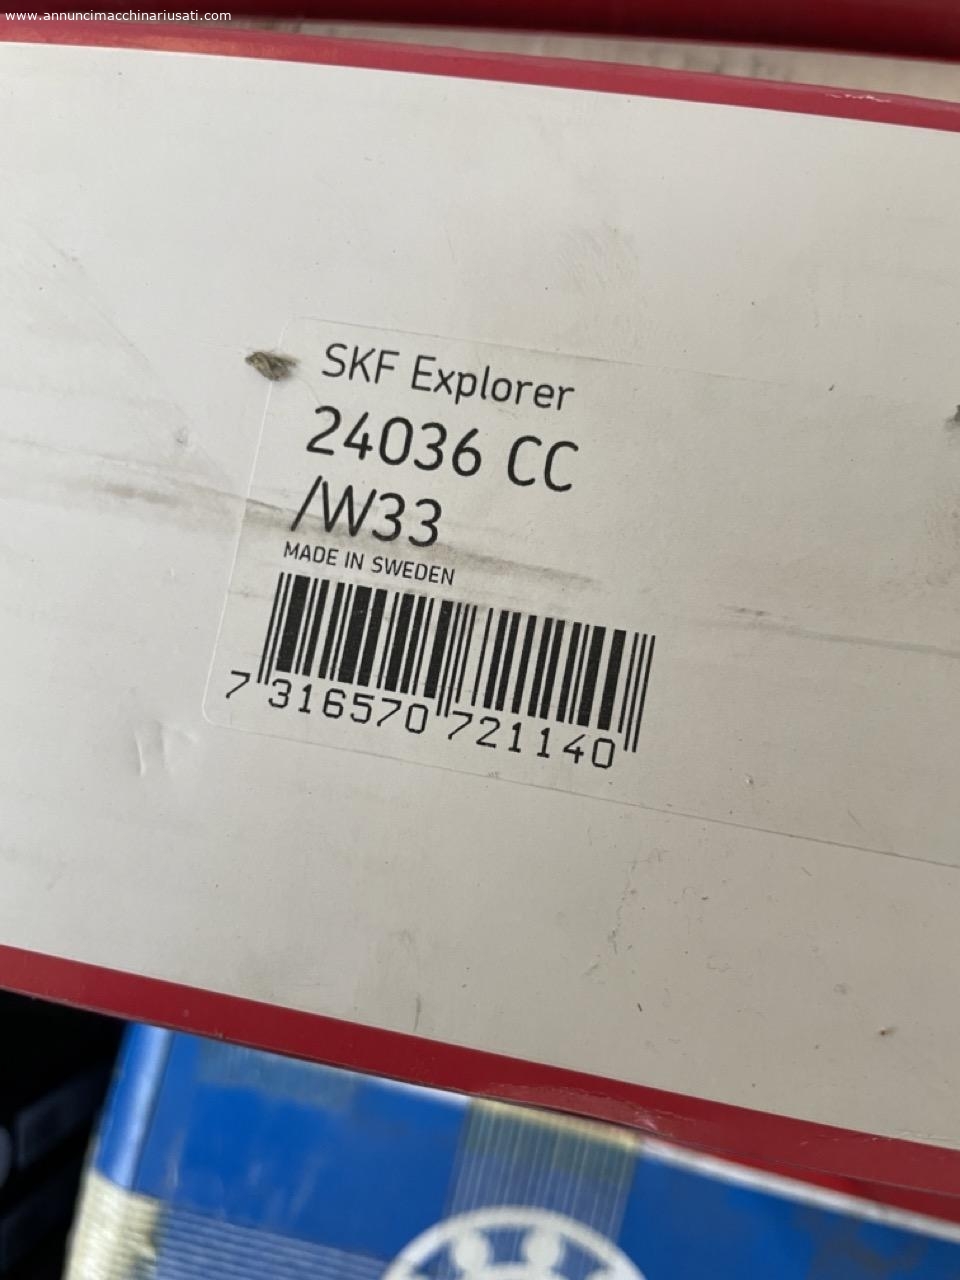 www.annuncimacchinariusati.com
SKF Explorer
24036 CC
/W33
MADE IN SWEDEN
7 316570 721140